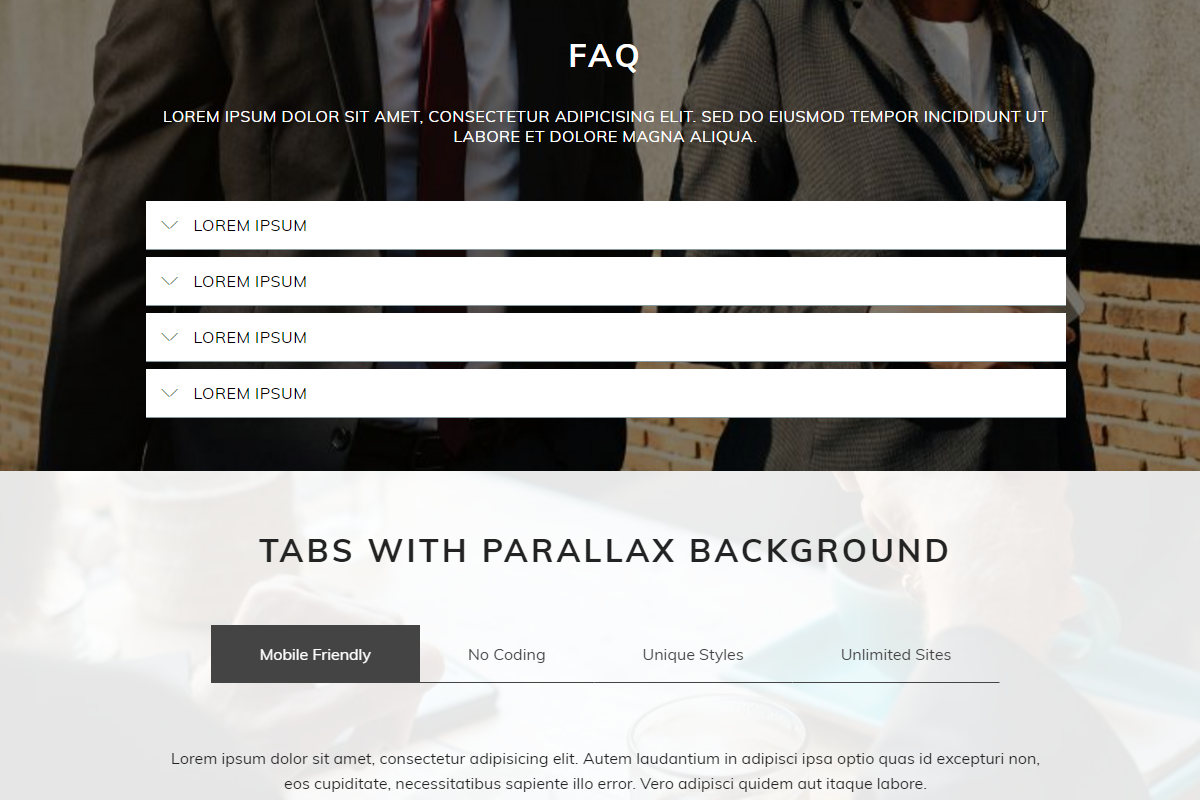 FAQ
LOREM IPSUM DOLOR SIT AMET, CONSECTETUR ADIPICISING ELIT. SED DO EIUSMOD TEMPOR INCIDIDUNT UT
LABORE ET DOLORE MAGNA ALIQUA.
LOREM IPSUM
LOREM IPSUM
LOREM IPSUM
LOREM IPSUM
TABS WITH PARALLAX BACKGROUND
Mobile Friendly No Coding Unique Styles Unlimited Sites
Lorem ipsum dolor sit amet, consectetur adipisicing elit. Autem laudantium in adipisci ipsa optio quas id excepturi non,
eos cupiditate, necessitatibus sapiente illo error. Vero adipisci quidem aut itaque labore.